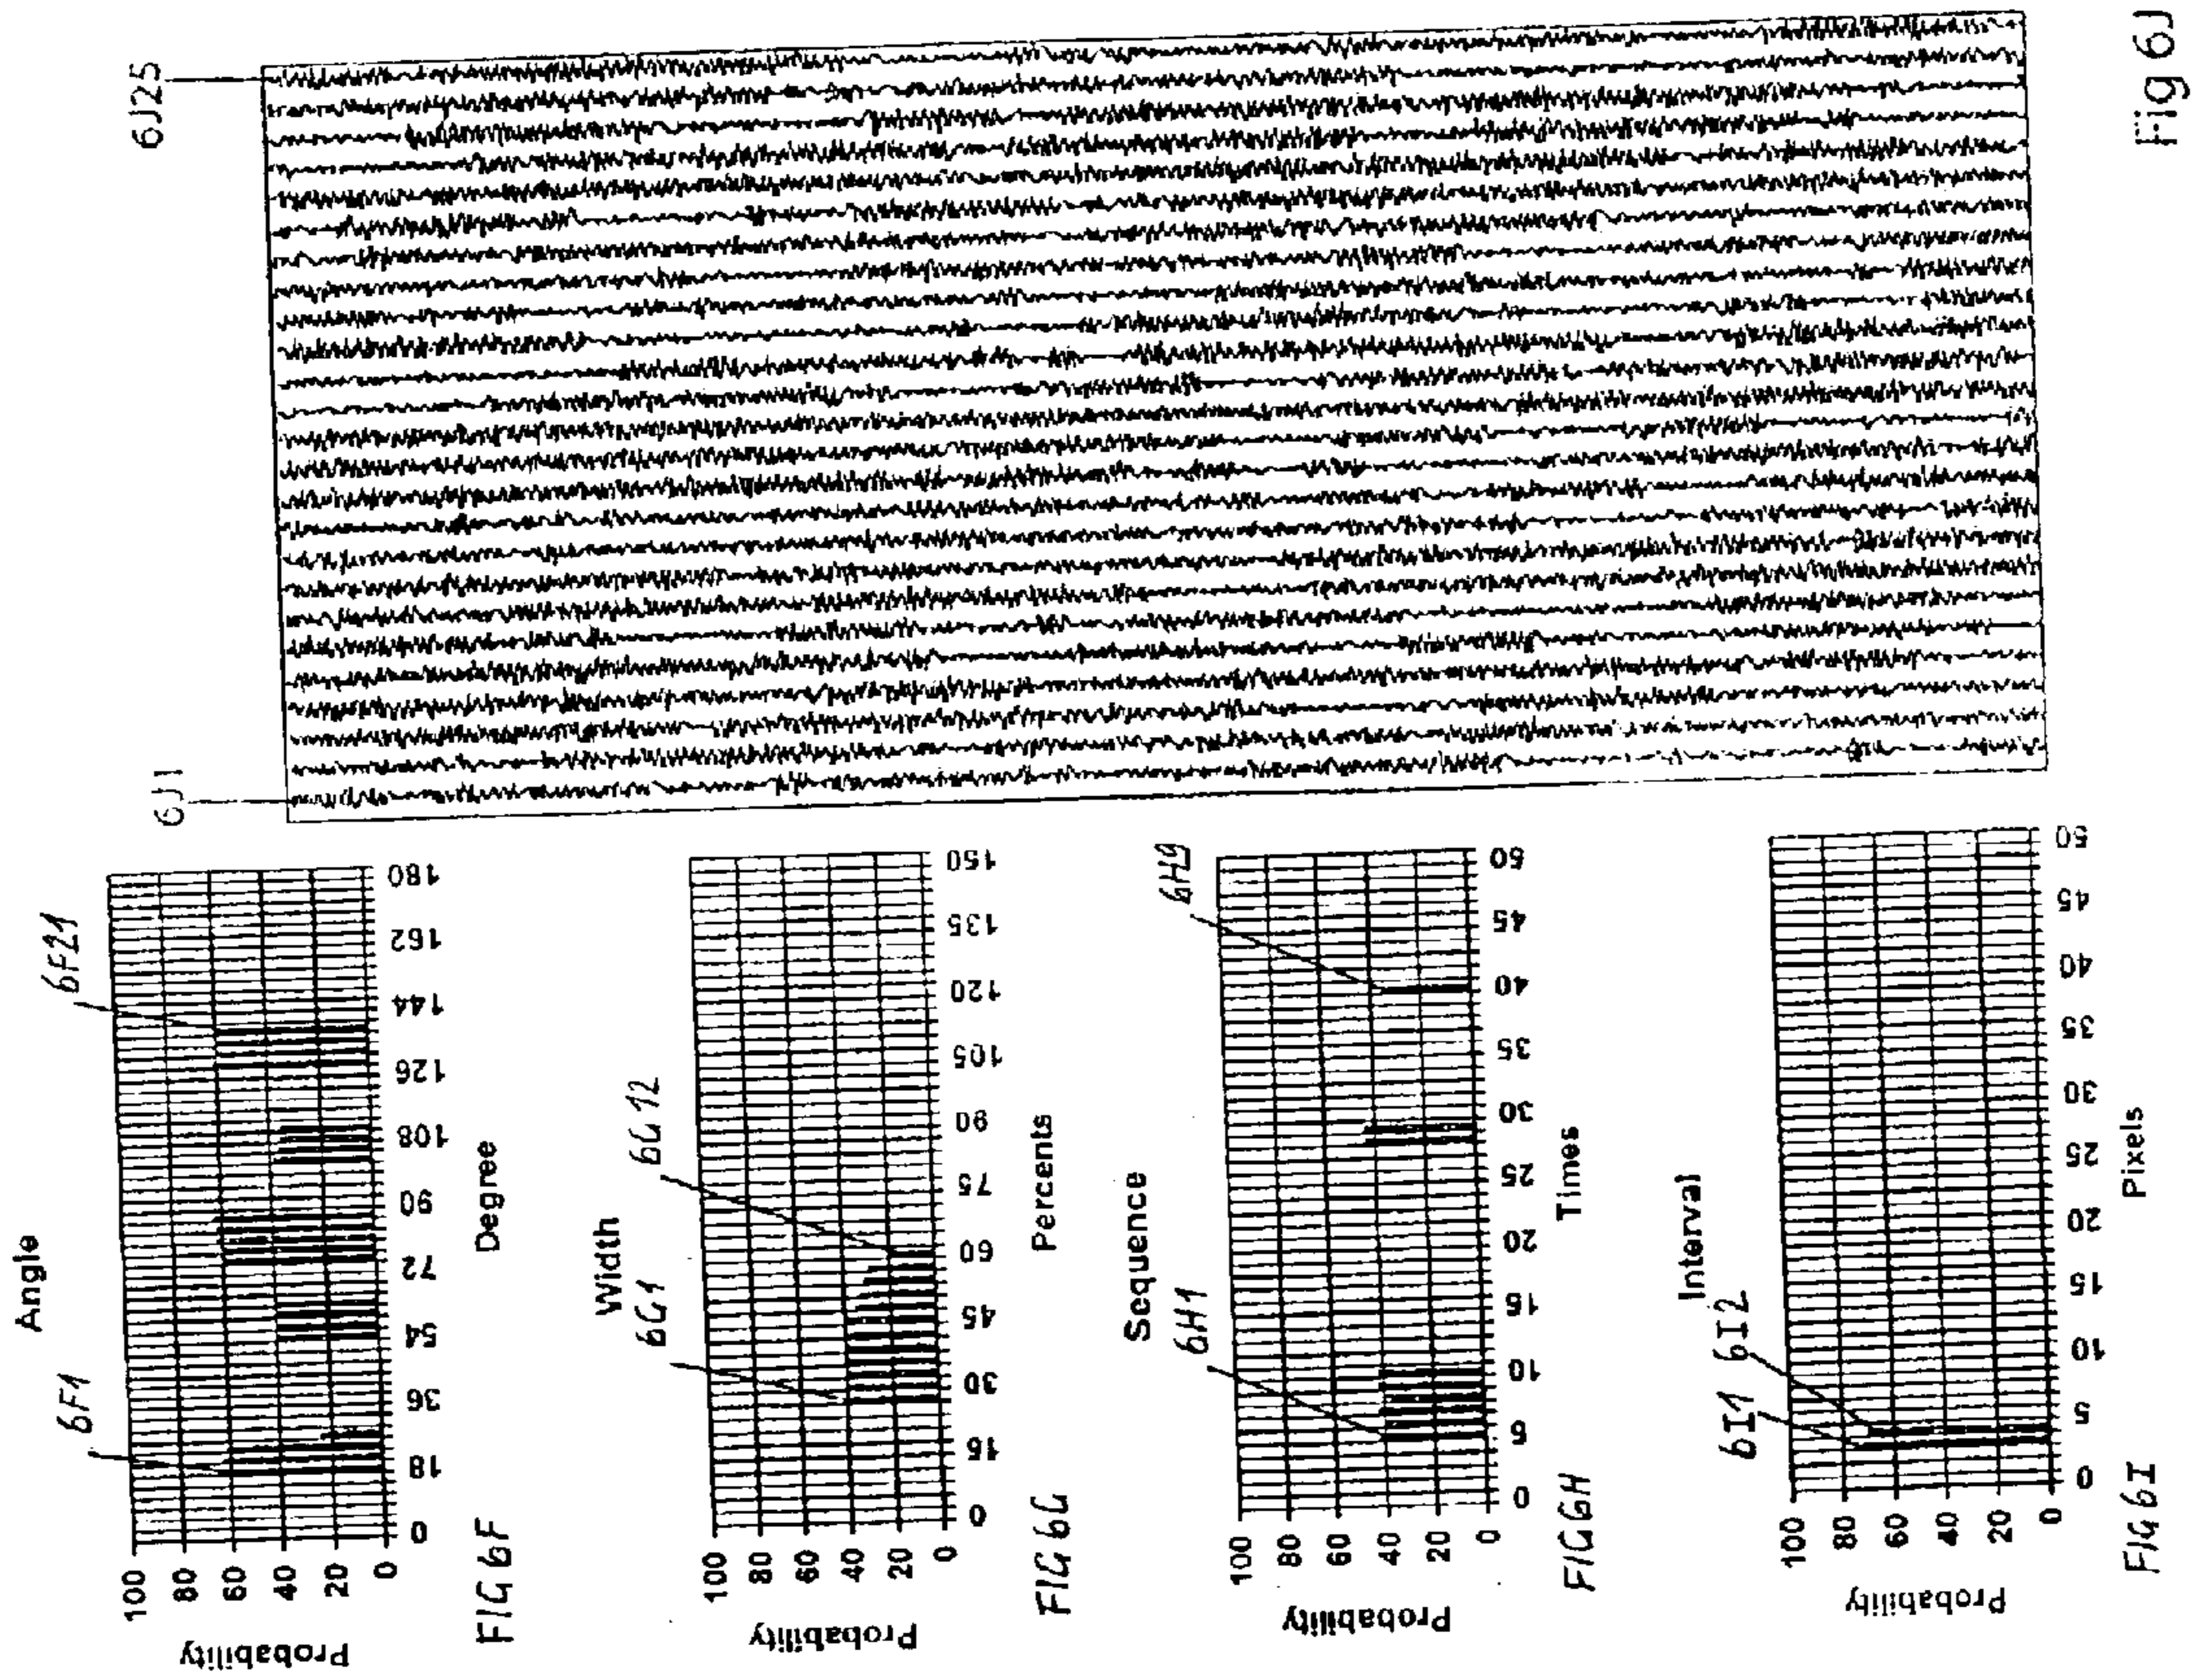 Angle
6F1
6F21
100
80
60
40
20
0
Probability
0
18
36
54
72
90
108
126
144
162
180
Degree
FIG 6F
Width
6G1
6G12
100
80
60
40
20
0
Probability
0
15
30
45
60
75
90
105
120
135
150
Percents
FIG 6G
Sequence
6H1
6H9
100
80
60
40
20
0
Probability
0
5
10
15
20
25
30
35
40
45
50
Times
FIG 6H
Interval
6I1
6I2
100
80
60
40
20
0
Probability
0
5
10
15
20
25
30
35
40
45
50
Pixels
FIG 6I
6J1
6J25
Fig 6J